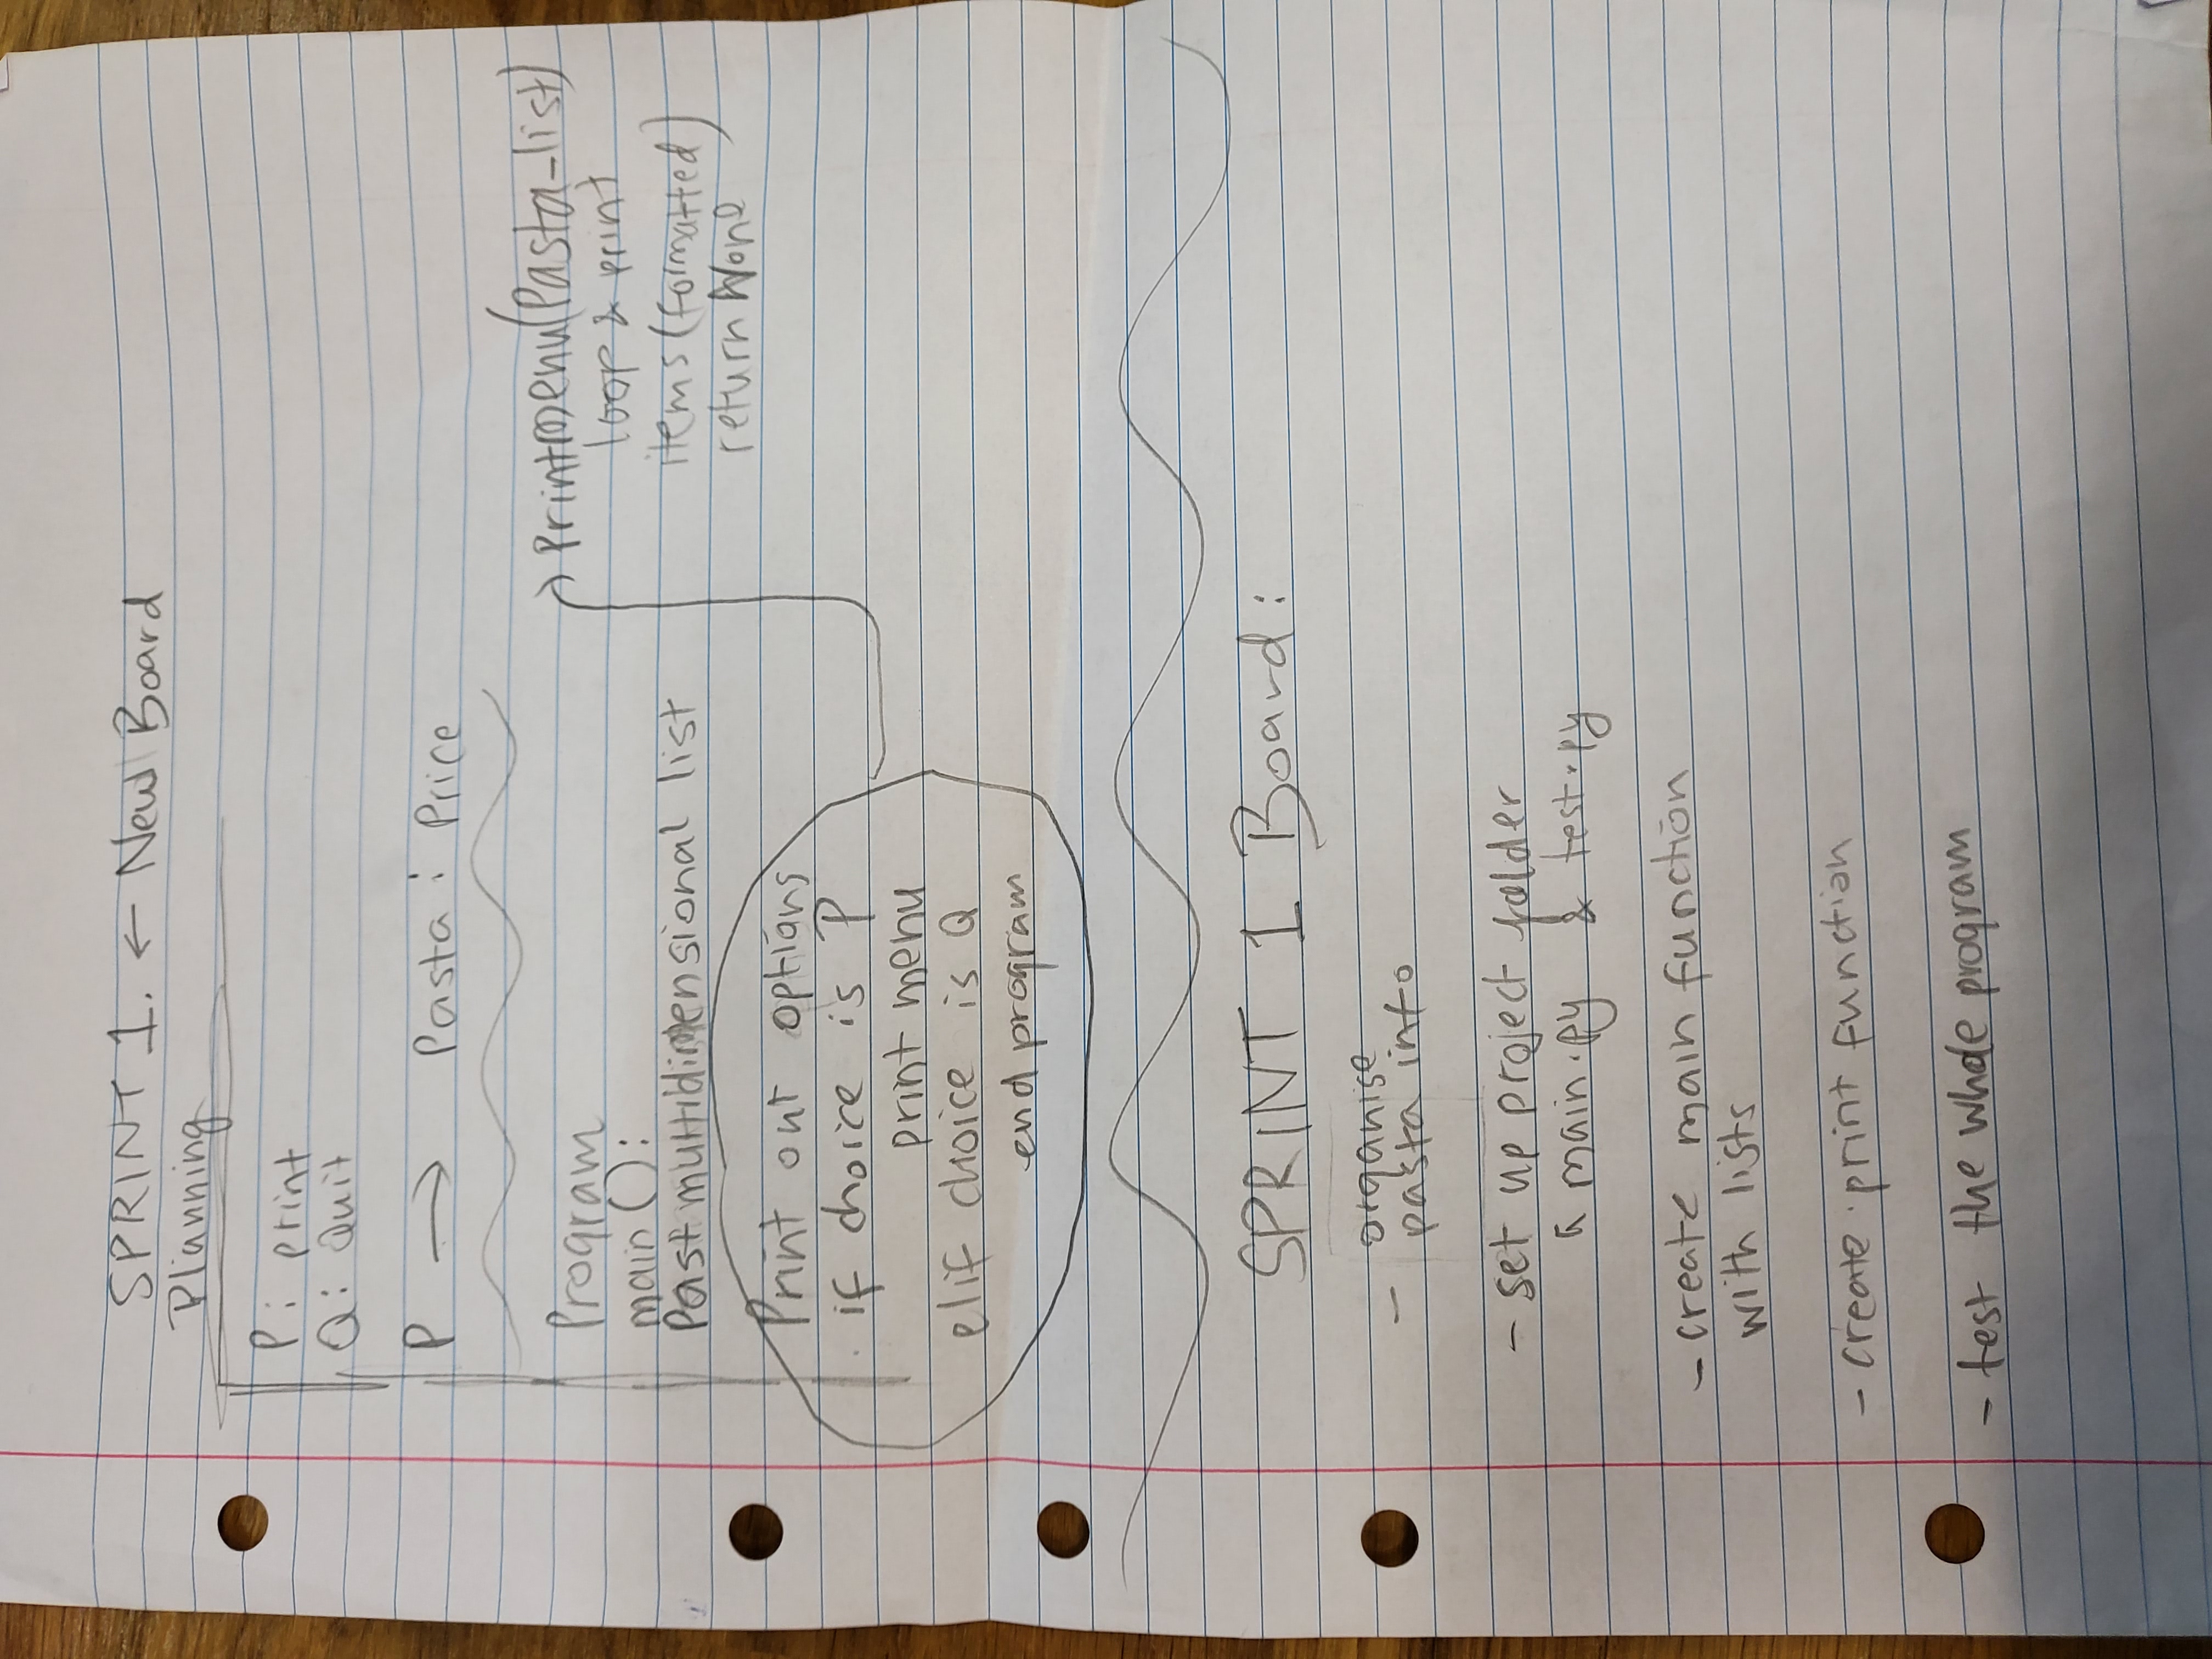 SPRINT 1. ← New Board
Planning
P: print
Q: Quit
P → Pasta : Price
Program
main():
Past multidimensional list
Print out options
if choice is P
print menu
elif choice is Q
end program
Printmenu(Pasta_list)
loop & print
items (formatted)
return None
SPRINT 1 Board:
- organise
pasta info
- set up project folder
a main.py & test.py
- create main function
with lists
- create print function
- test the whole program